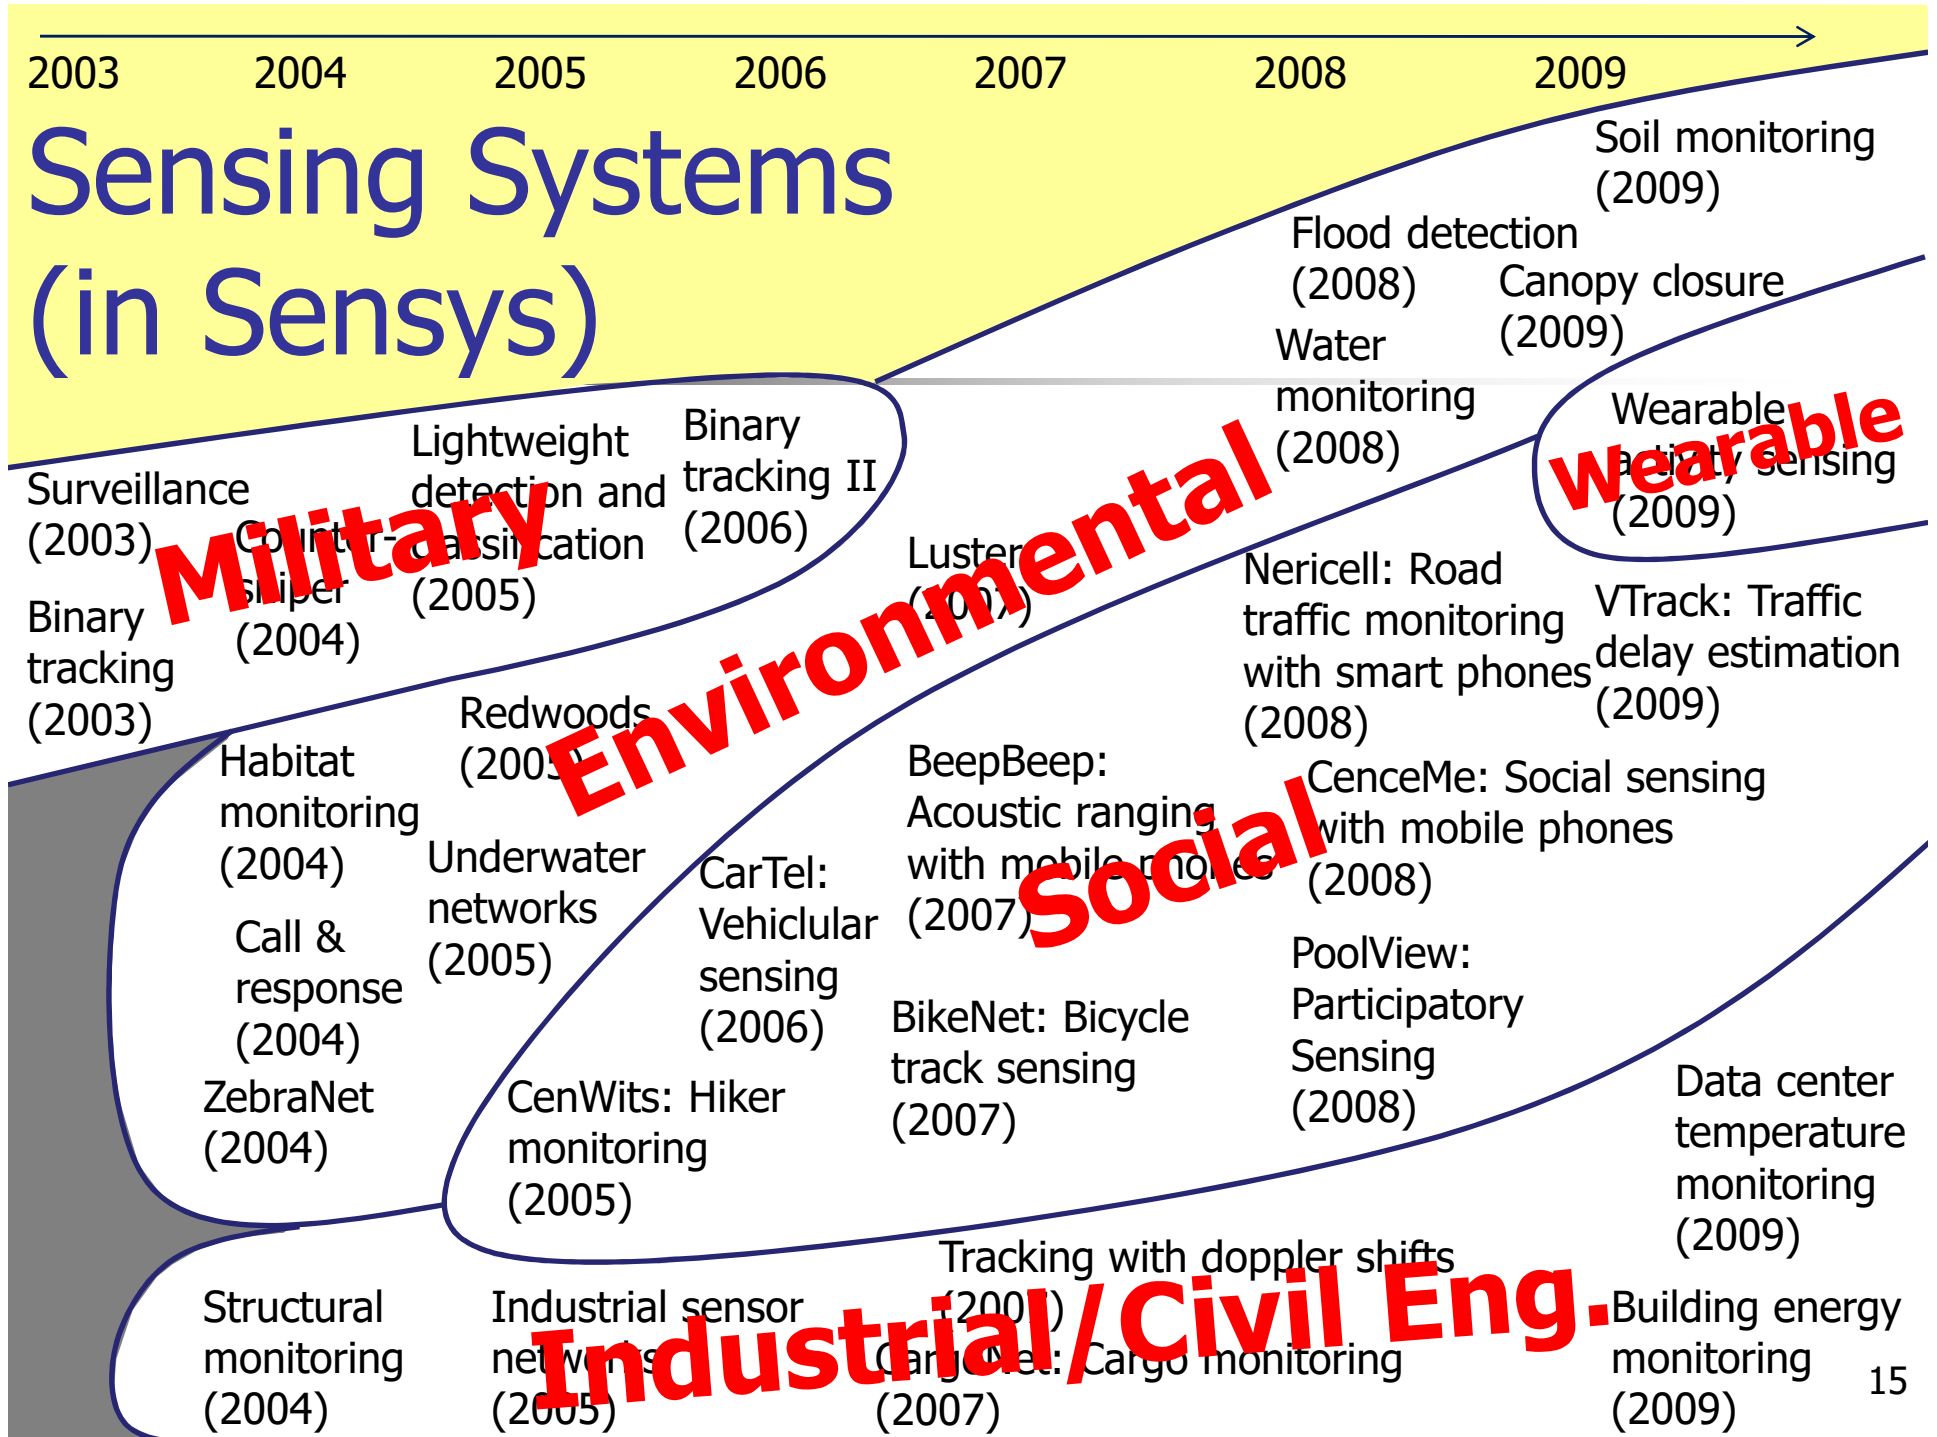 2003 2004 2005 2006 2007 2008 2009
Sensing Systems
(in Sensys)
Soil monitoring
(2009)
Flood detection
(2008)
Canopy closure
(2009)
Water
monitoring
(2008)
Wearable
activity sensing
(2009)
Wearable
Surveillance
(2003)
Binary
tracking
(2003)
Counter-
sniper
(2004)
Lightweight
detection and
classification
(2005)
Binary
tracking II
(2006)
Military
Luster
(2007)
Redwoods
(2005)
Habitat
monitoring
(2004)
Underwater
networks
(2005)
Call &
response
(2004)
ZebraNet
(2004)
Environmental
Nericell: Road
traffic monitoring
with smart phones
(2008)
VTrack: Traffic
delay estimation
(2009)
BeepBeep:
Acoustic ranging
with mobile phones
(2007)
CenceMe: Social sensing
with mobile phones
(2008)
CarTel:
Vehiclular
sensing
(2006)
BikeNet: Bicycle
track sensing
(2007)
PoolView:
Participatory
Sensing
(2008)
CenWits: Hiker
monitoring
(2005)
Social
Data center
temperature
monitoring
(2009)
Tracking with doppler shifts
(2007)
Structural
monitoring
(2004)
Industrial sensor
networks
(2005)
CargoNet: Cargo monitoring
(2007)
Building energy
monitoring
(2009)
Industrial/Civil Eng.
15